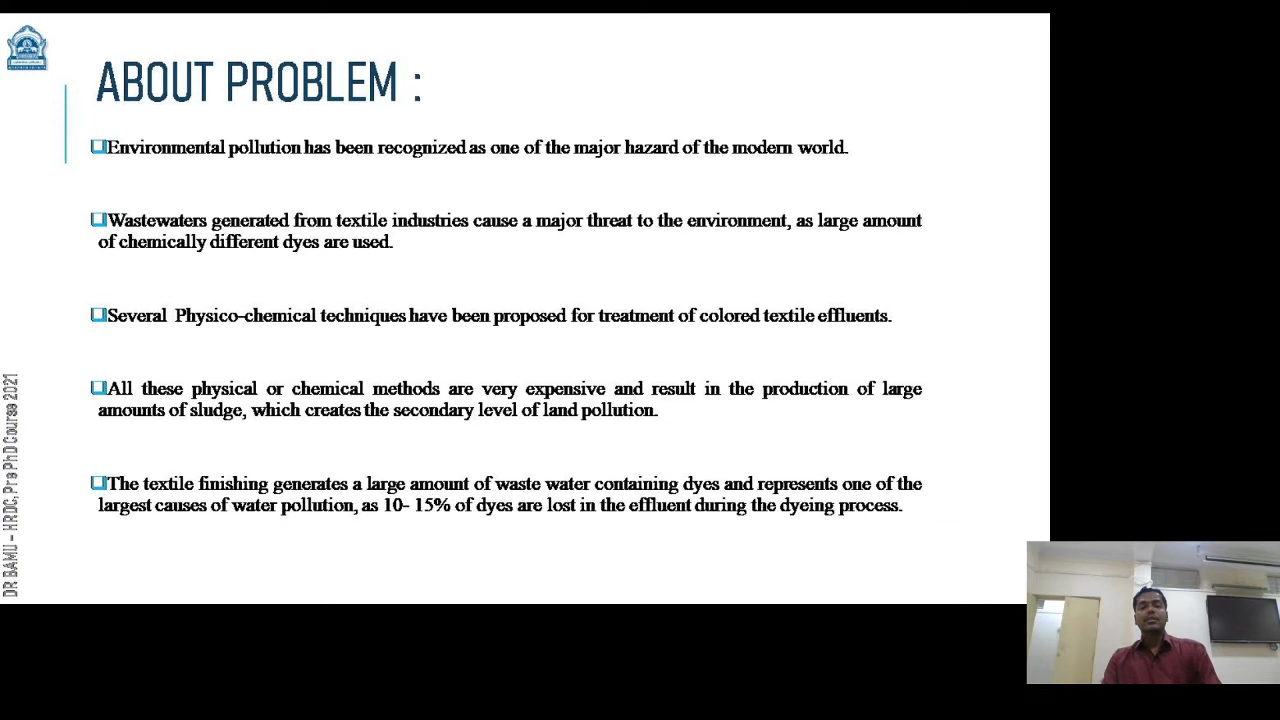 ABOUT PROBLEM :
Environmental pollution has been recognized as one of the major hazard of the modern world.
Wastewaters generated from textile industries cause a major threat to the environment, as large amount
of chemically different dyes are used.
Several Physico-chemical techniques have been proposed for treatment of colored textile effluents.
All these physical or chemical methods are very expensive and result in the production of large
amounts of sludge, which creates the secondary level of land pollution.
The textile finishing generates a large amount of waste water containing dyes and represents one of the
largest causes of water pollution, as 10- 15% of dyes are lost in the effluent during the dyeing process.
DR BAMU – HRDC, Pre PhD Course 2021